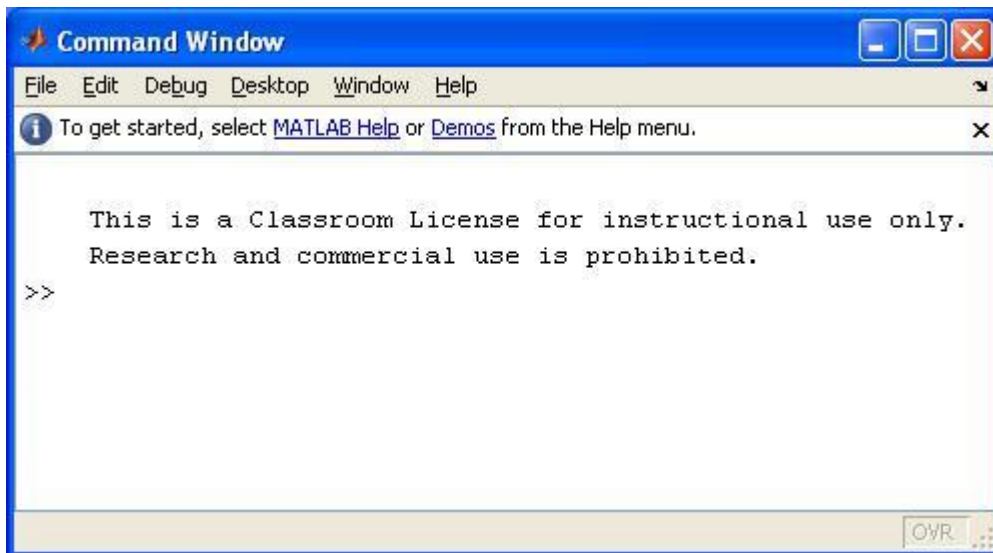 Command Window
File Edit Debug Desktop Window Help
To get started, select MATLAB Help or Demos from the Help menu.
This is a Classroom License for instructional use only.
Research and commercial use is prohibited.
>>
OVR